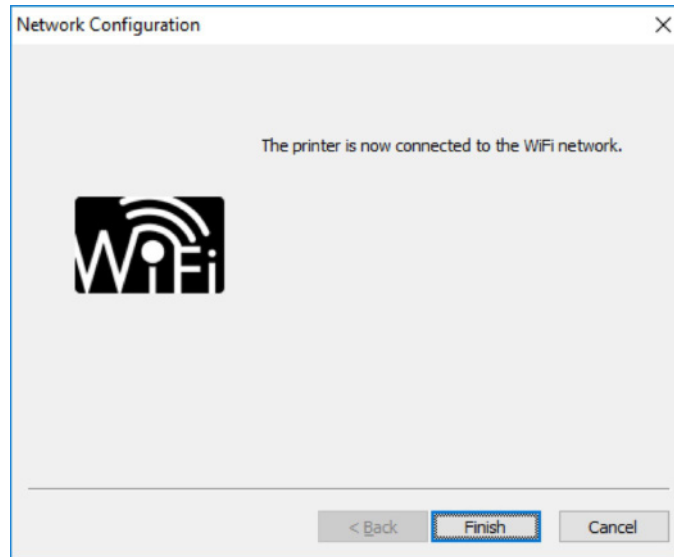 Network Configuration
The printer is now connected to the WiFi network.
WiFi
< Back
Finish
Cancel